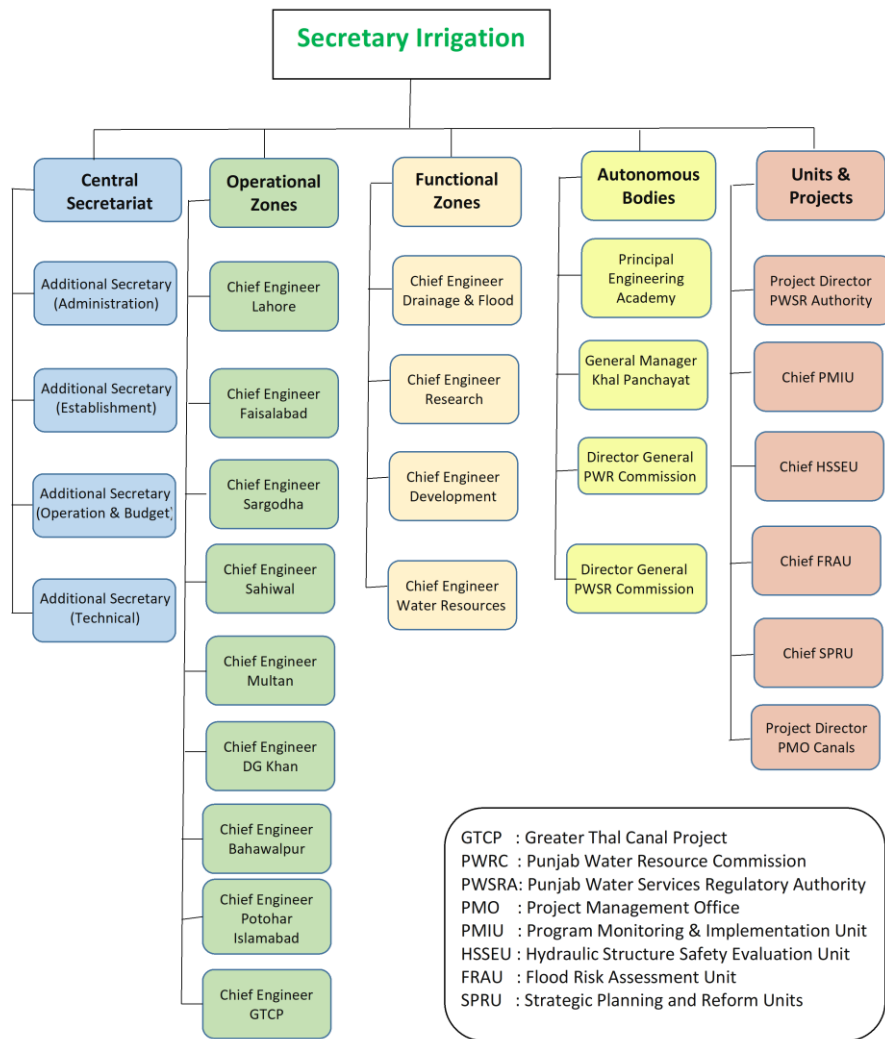 Secretary Irrigation
Central
Secretariat
Additional Secretary
(Administration)
Additional Secretary
(Establishment)
Additional Secretary
(Operation & Budget)
Additional Secretary
(Technical)
Operational
Zones
Chief Engineer
Lahore
Chief Engineer
Faisalabad
Chief Engineer
Sargodha
Chief Engineer
Sahiwal
Chief Engineer
Multan
Chief Engineer
DG Khan
Chief Engineer
Bahawalpur
Chief Engineer
Potohar
Islamabad
Chief Engineer
GTCP
Functional
Zones
Chief Engineer
Drainage & Flood
Chief Engineer
Research
Chief Engineer
Development
Chief Engineer
Water Resources
Autonomous
Bodies
Principal
Engineering
Academy
General Manager
Khal Panchayat
Director General
PWR Commission
Director General
PWSR Commission
Units &
Projects
Project Director
PWSR Authority
Chief PMIU
Chief HSSEU
Chief FRAU
Chief SPRU
Project Director
PMO Canals
GTCP : Greater Thal Canal Project
PWRC : Punjab Water Resource Commission
PWSRA: Punjab Water Services Regulatory Authority
PMO : Project Management Office
PMIU : Program Monitoring & Implementation Unit
HSSEU : Hydraulic Structure Safety Evaluation Unit
FRAU : Flood Risk Assessment Unit
SPRU : Strategic Planning and Reform Units